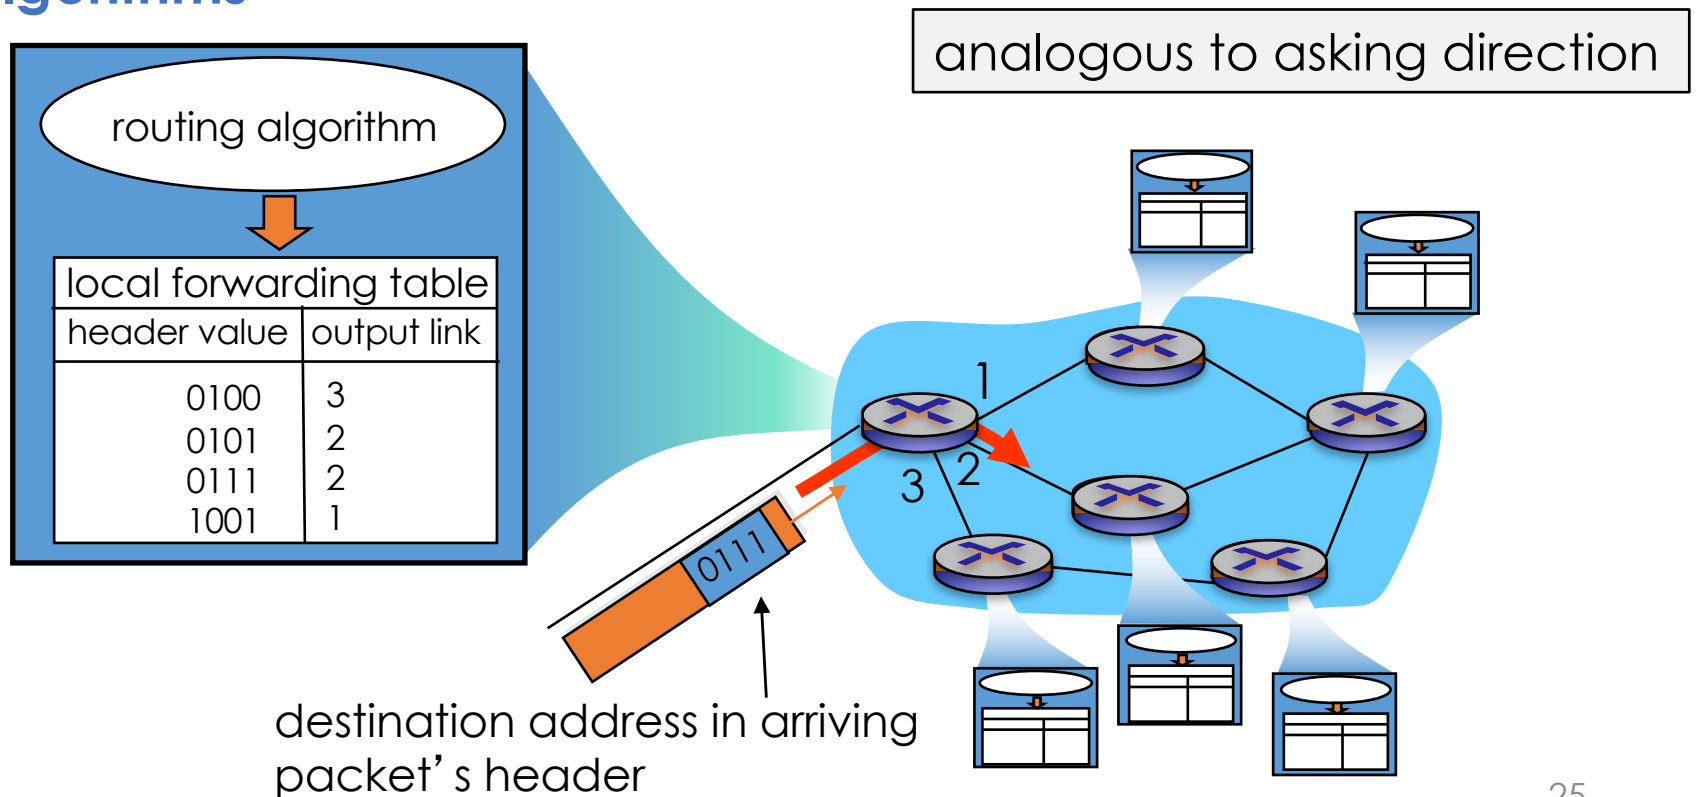 analogous to asking direction
routing algorithm
local forwarding table
header value output link
0100 3
0101 2
0111 2
1001 1
1
2
3
0111
destination address in arriving
packet’s header
25